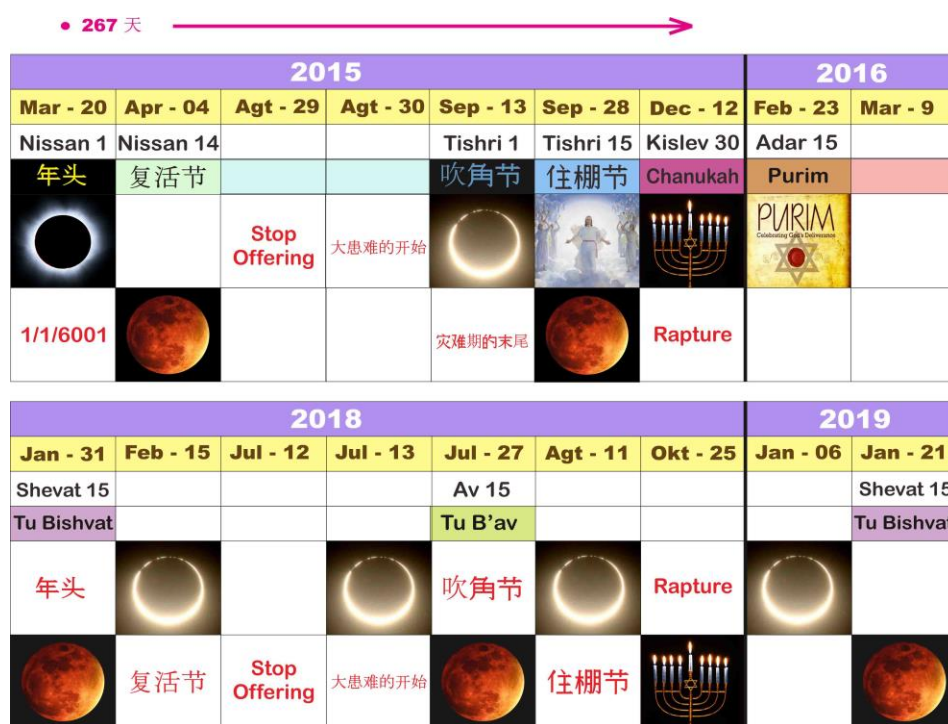 • 267 天
2015 2016
Mar - 20 Apr - 04 Agt - 29 Agt - 30 Sep - 13 Sep - 28 Dec - 12 Feb - 23 Mar - 9
Nissan 1 Nissan 14 Tishri 1 Tishri 15 Kislev 30 Adar 15
年头 复活节 吹角节 住棚节 Chanukah Purim
PURIM
Celebrating God's Deliverance
Stop
Offering
大患难的开始
1/1/6001 灾难期的末尾 Rapture
2018 2019
Jan - 31 Feb - 15 Jul - 12 Jul - 13 Jul - 27 Agt - 11 Okt - 25 Jan - 06 Jan - 21
Shevat 15 Av 15 Shevat 15
Tu Bishvat Tu B'av Tu Bishvat
年头 吹角节 Rapture
复活节 Stop
Offering
大患难的开始 住棚节